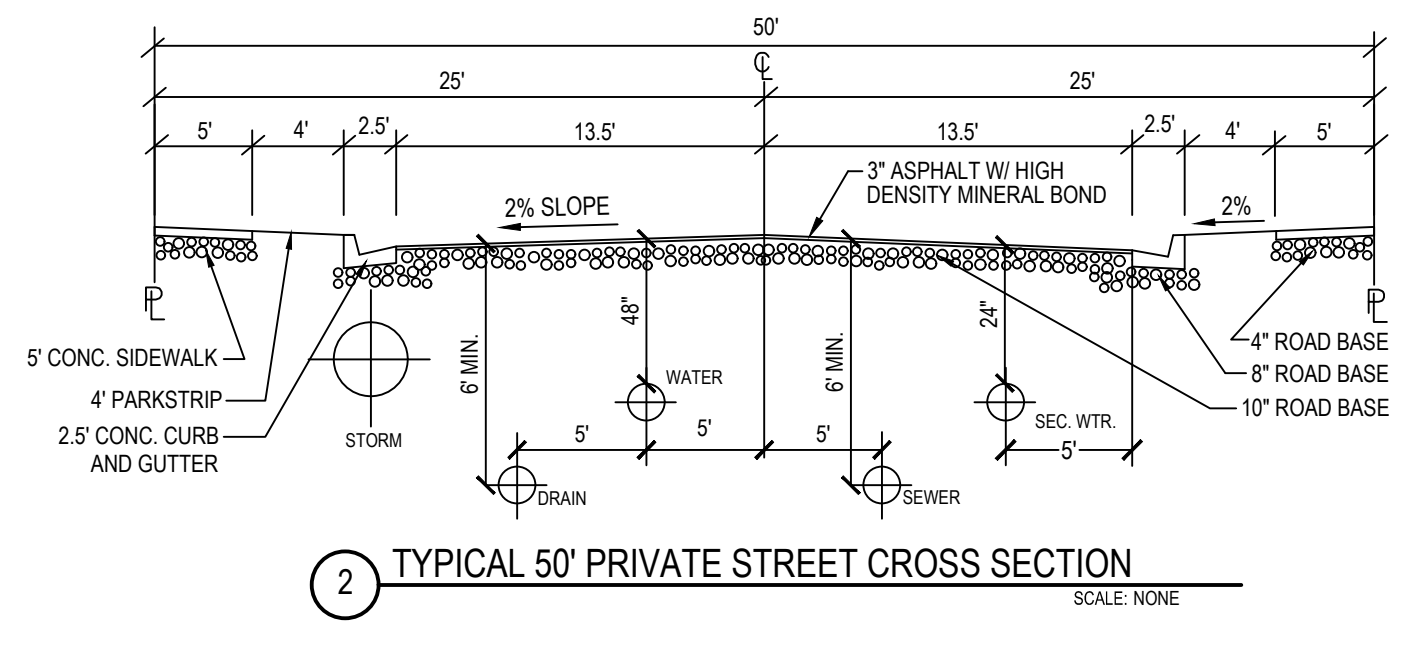 50'
C
L
25'
25'
5'
4'
2.5'
13.5'
13.5'
2.5'
4'
5'
3" ASPHALT W/ HIGH
DENSITY MINERAL BOND
2% SLOPE
2%
P
L
P
L
48"
24"
6' MIN.
6' MIN.
5' CONC. SIDEWALK
4' PARKSTRIP
2.5' CONC. CURB
AND GUTTER
4" ROAD BASE
8" ROAD BASE
10" ROAD BASE
STORM
WATER
SEC. WTR.
5'
5'
5'
5'
DRAIN
SEWER
2
TYPICAL 50' PRIVATE STREET CROSS SECTION
SCALE: NONE